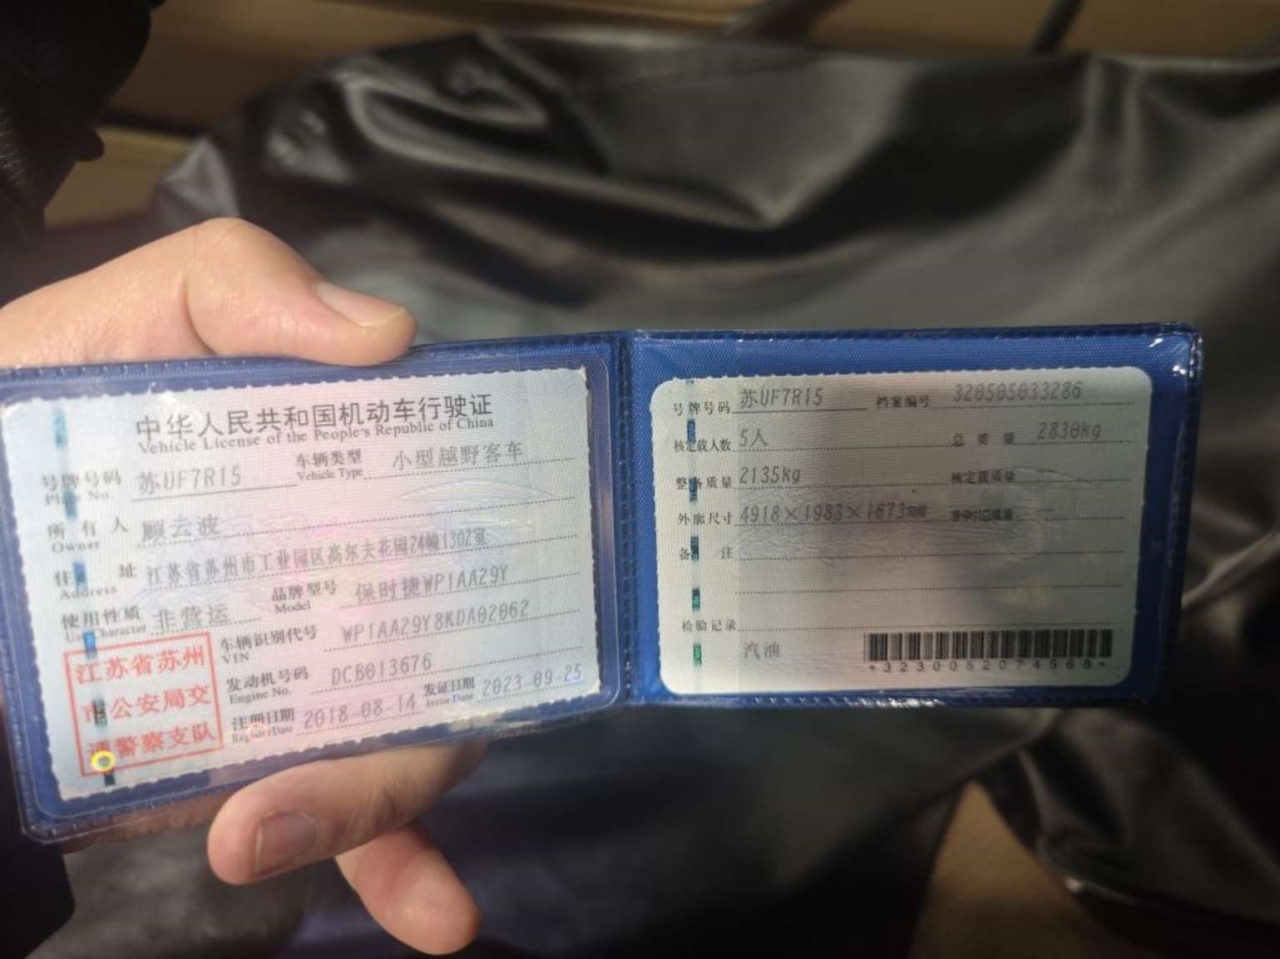 中华人民共和国机动车行驶证
Vehicle License of the People's Republic of China
号牌号码 苏UF7R15 车辆类型 小型越野客车
Plate No. Vehicle Type
所有人 顾云波
Owner
住址 江苏省苏州市工业园区高尔夫花园24幢1302室
Address
使用性质 非营运 品牌型号 保时捷WP1AA29Y
Use Character Model
车辆识别代号 WP1AA29Y8KDA02062
VIN
发动机号码 DCB013676
Engine No.
注册日期 2018-08-14 发证日期 2023-09-25
Register Date Issue Date
江苏省苏州
市公安局交
通警察支队
号牌号码 苏UF7R15 档案编号 320505033286
核定载人数 5人 总质量 2830kg
整备质量 2135kg 核定载质量
外廓尺寸 4918×1983×1673mm
备注
检验记录
汽油
*3230052074568*